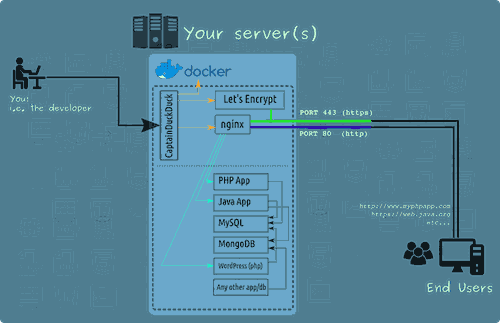 Your server(s)
docker
You!
i.e. the developer
CaptainDuckDuck
Let's Encrypt
nginx
PORT 443 (https)
PORT 80 (http)
PHP App
Java App
MySQL
MongoDB
WordPress (php)
Any other app/db
http://www.myphpapp.com
https://web.java.org
etc...
End Users